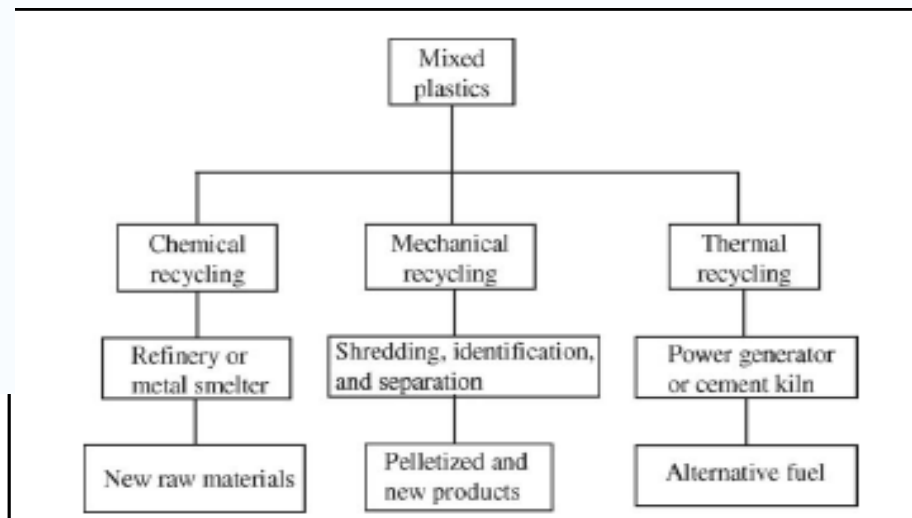 Mixed
plastics
Chemical
recycling
Mechanical
recycling
Thermal
recycling
Refinery or
metal smelter
Shredding, identification,
and separation
Power generator
or cement kiln
New raw materials
Pelletized and
new products
Alternative fuel